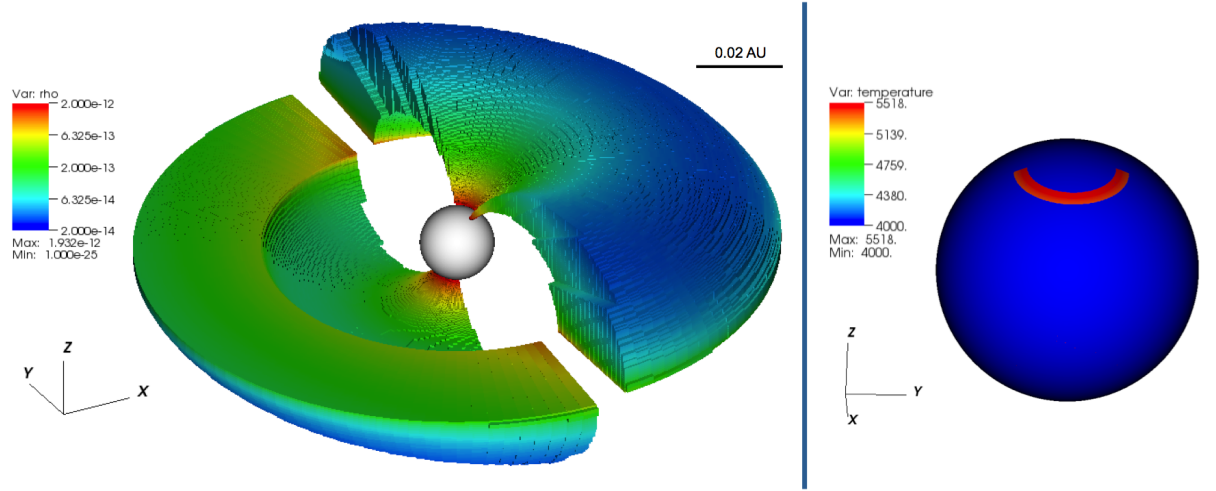 Var: rho
2.000e-12
6.325e-13
2.000e-13
6.325e-14
2.000e-14
Max: 1.932e-12
Min: 1.000e-25
Z
Y
X
0.02 AU
Var: temperature
5518.
5139.
4759.
4380.
4000.
Max: 5518.
Min: 4000.
Z
Y
X